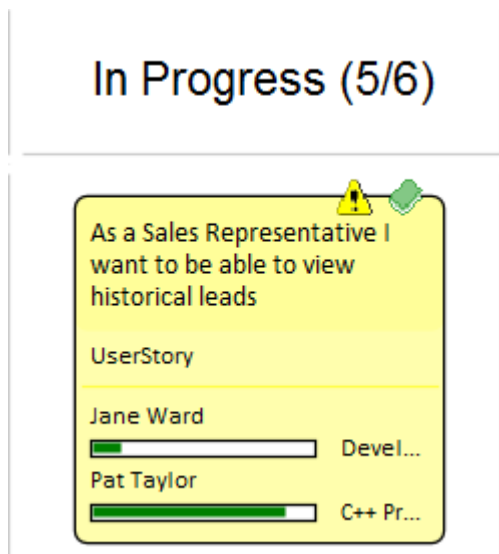 In Progress (5/6)
As a Sales Representative I
want to be able to view
historical leads
UserStory
Jane Ward
Devel...
Pat Taylor
C++ Pr...